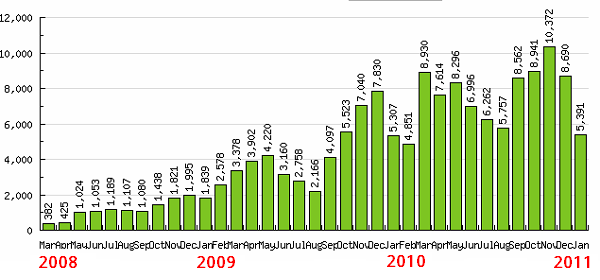 12,000
10,000
8,000
6,000
4,000
2,000
0
382 425 1,024 1,053 1,189 1,107 1,080 1,438 1,821 1,995 1,839 2,578 3,378 3,902 4,220 3,160 2,758 2,166 4,097 5,523 7,040 7,830 5,307 4,851 8,930 7,614 8,296 6,996 6,262 5,757 8,562 8,941 10,372 8,690 5,391
Mar Apr May Jun Jul Aug Sep Oct Nov Dec Jan Feb Mar Apr May Jun Jul Aug Sep Oct Nov Dec Jan Feb Mar Apr May Jun Jul Aug Sep Oct Nov Dec Jan
2008 2009 2010 2011